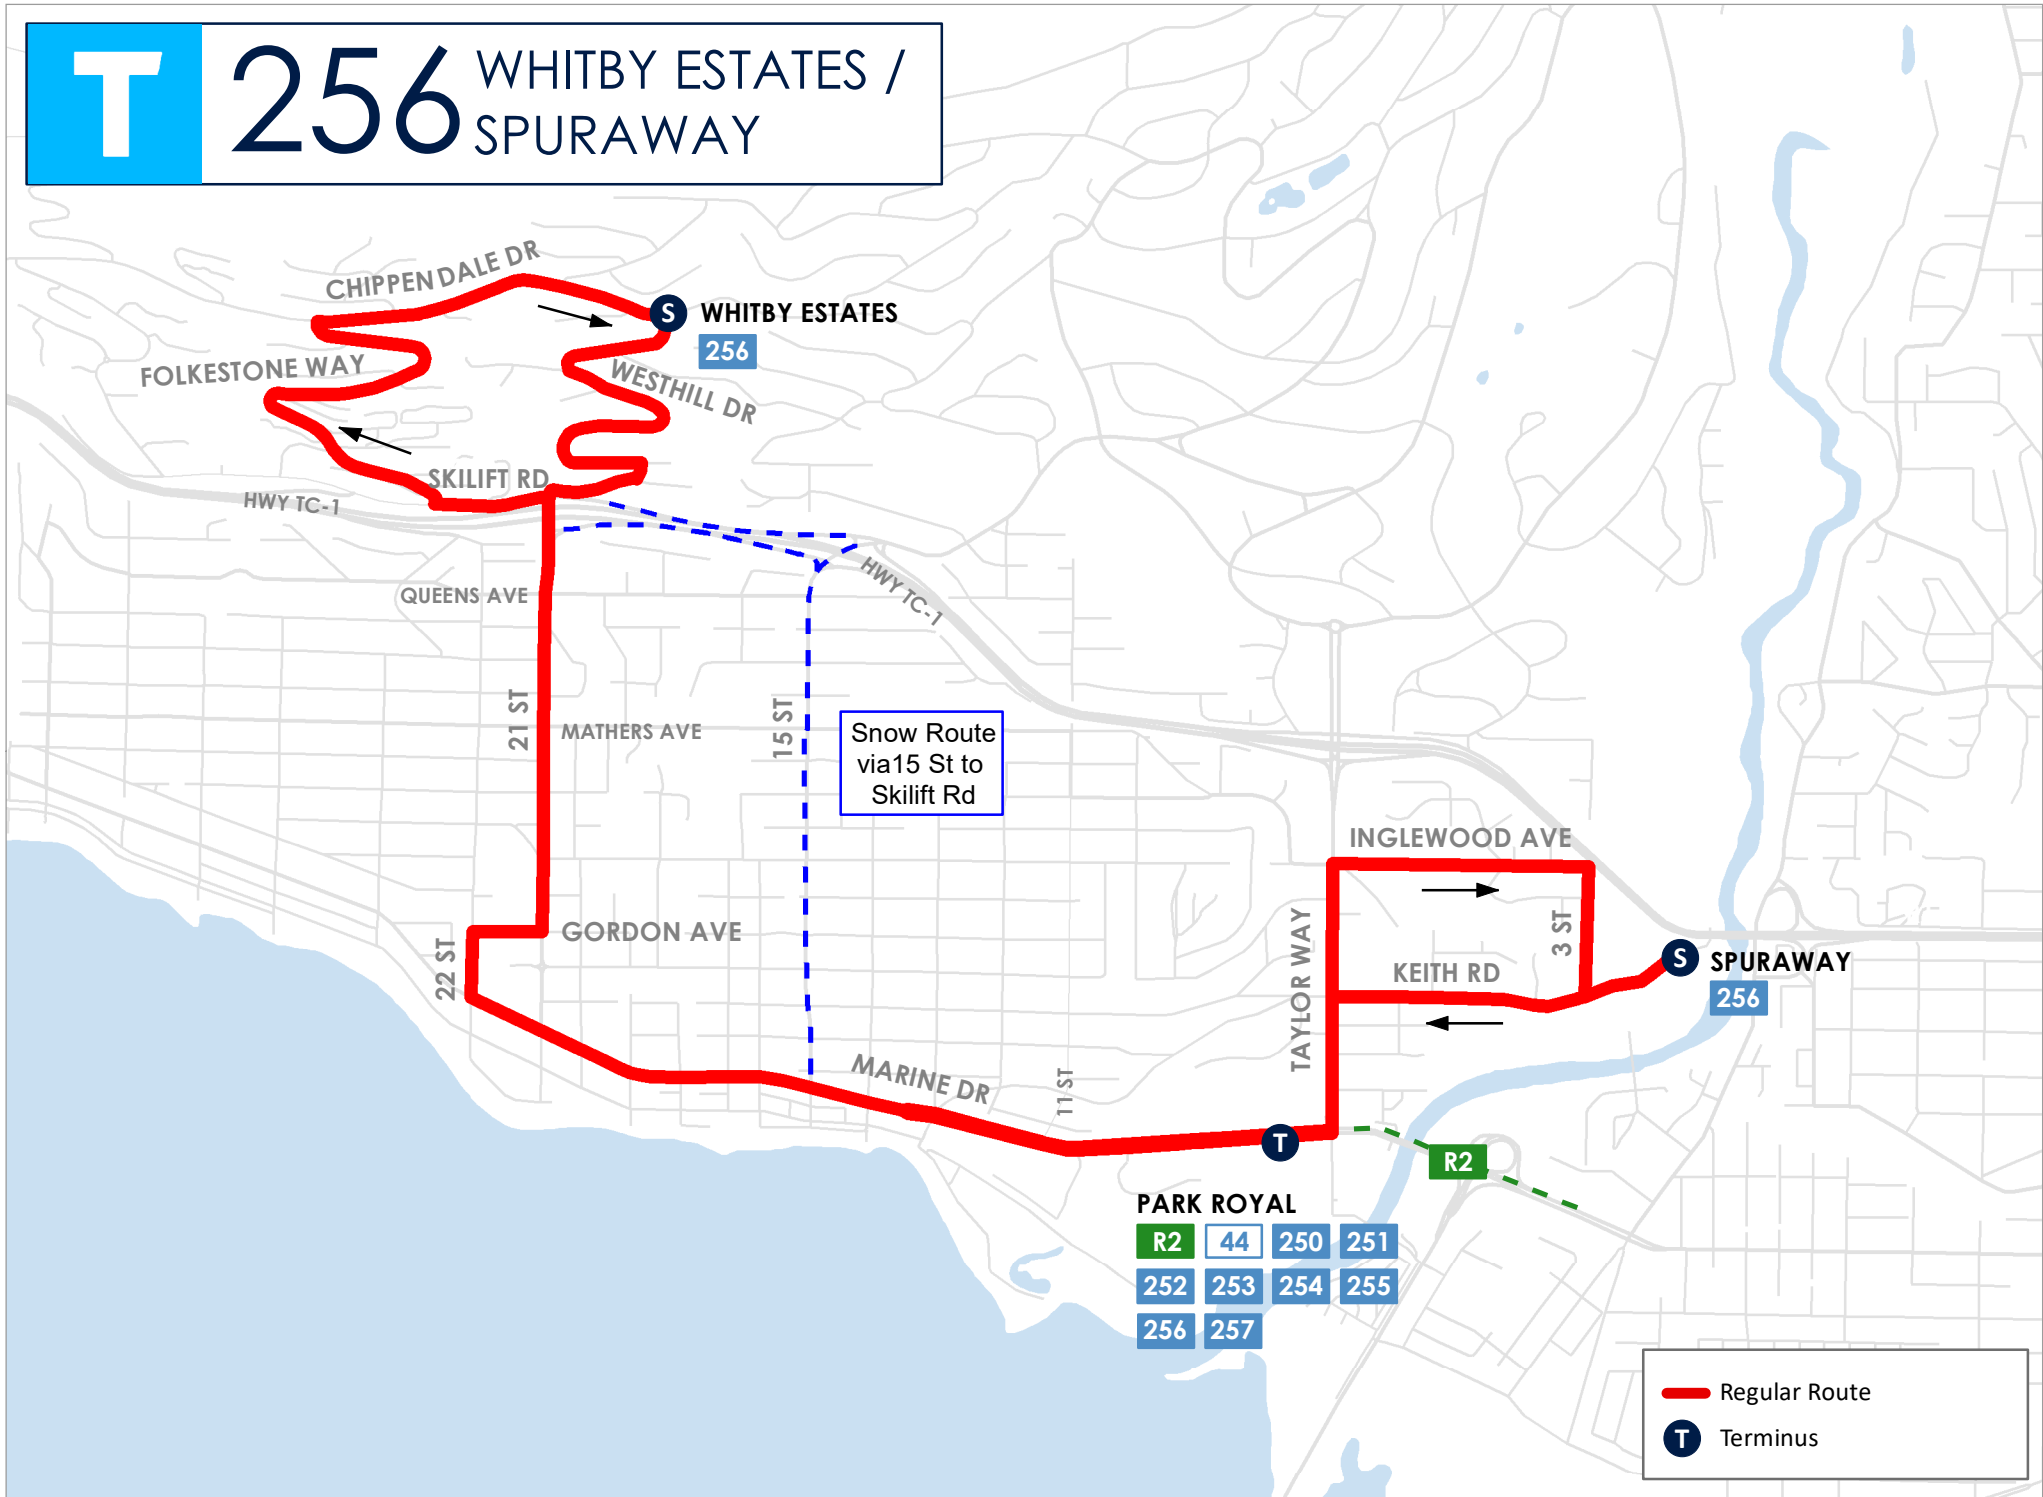 T
256
WHITBY ESTATES /
SPURAWAY
CHIPPENDALE DR
S
WHITBY ESTATES
256
FOLKESTONE WAY
WESTHILL DR
SKILIFT RD
HWY TC-1
HWY TC-1
QUEENS AVE
21 ST
MATHERS AVE
15 ST
Snow Route
via15 St to
Skilift Rd
INGLEWOOD AVE
GORDON AVE
22 ST
TAYLOR WAY
3 ST
KEITH RD
S
SPURAWAY
256
MARINE DR
11 ST
T
R2
PARK ROYAL
R2 44 250 251
252 253 254 255
256 257
Regular Route
T Terminus